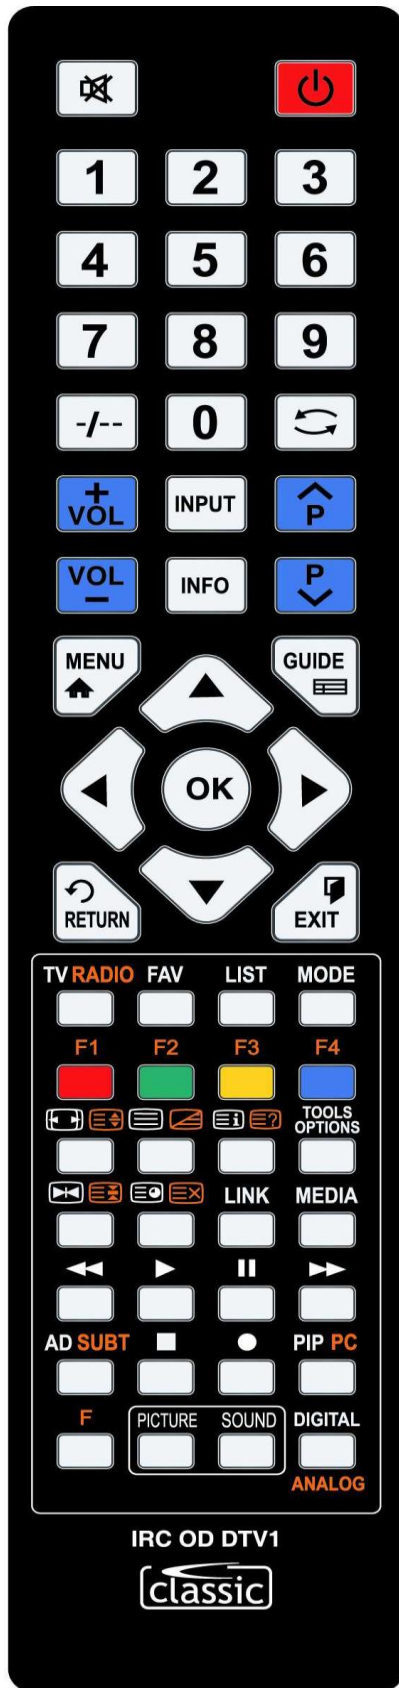 1 2 3
4 5 6
7 8 9
-/-- 0
+ VOL INPUT P
VOL - INFO P
MENU GUIDE
OK
RETURN EXIT
TV RADIO FAV LIST MODE
F1 F2 F3 F4
TOOLS
OPTIONS
LINK MEDIA
AD SUBT PIP PC
F PICTURE SOUND DIGITAL
ANALOG
IRC OD DTV1
classic